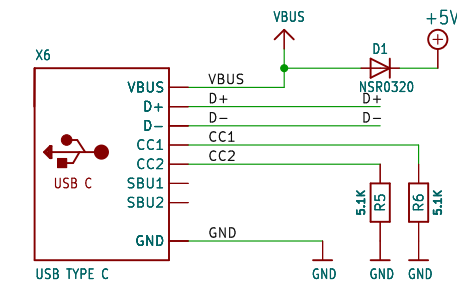 VBUS
+5V
X6
D1
VBUS
VBUS
NSR0320
D+
D+
D+
D-
D-
D-
CC1
CC1
CC2
CC2
USB C
SBU1
SBU2
5.1K
R5
R6
5.1K
GND
GND
USB TYPE C
GND
GND
GND